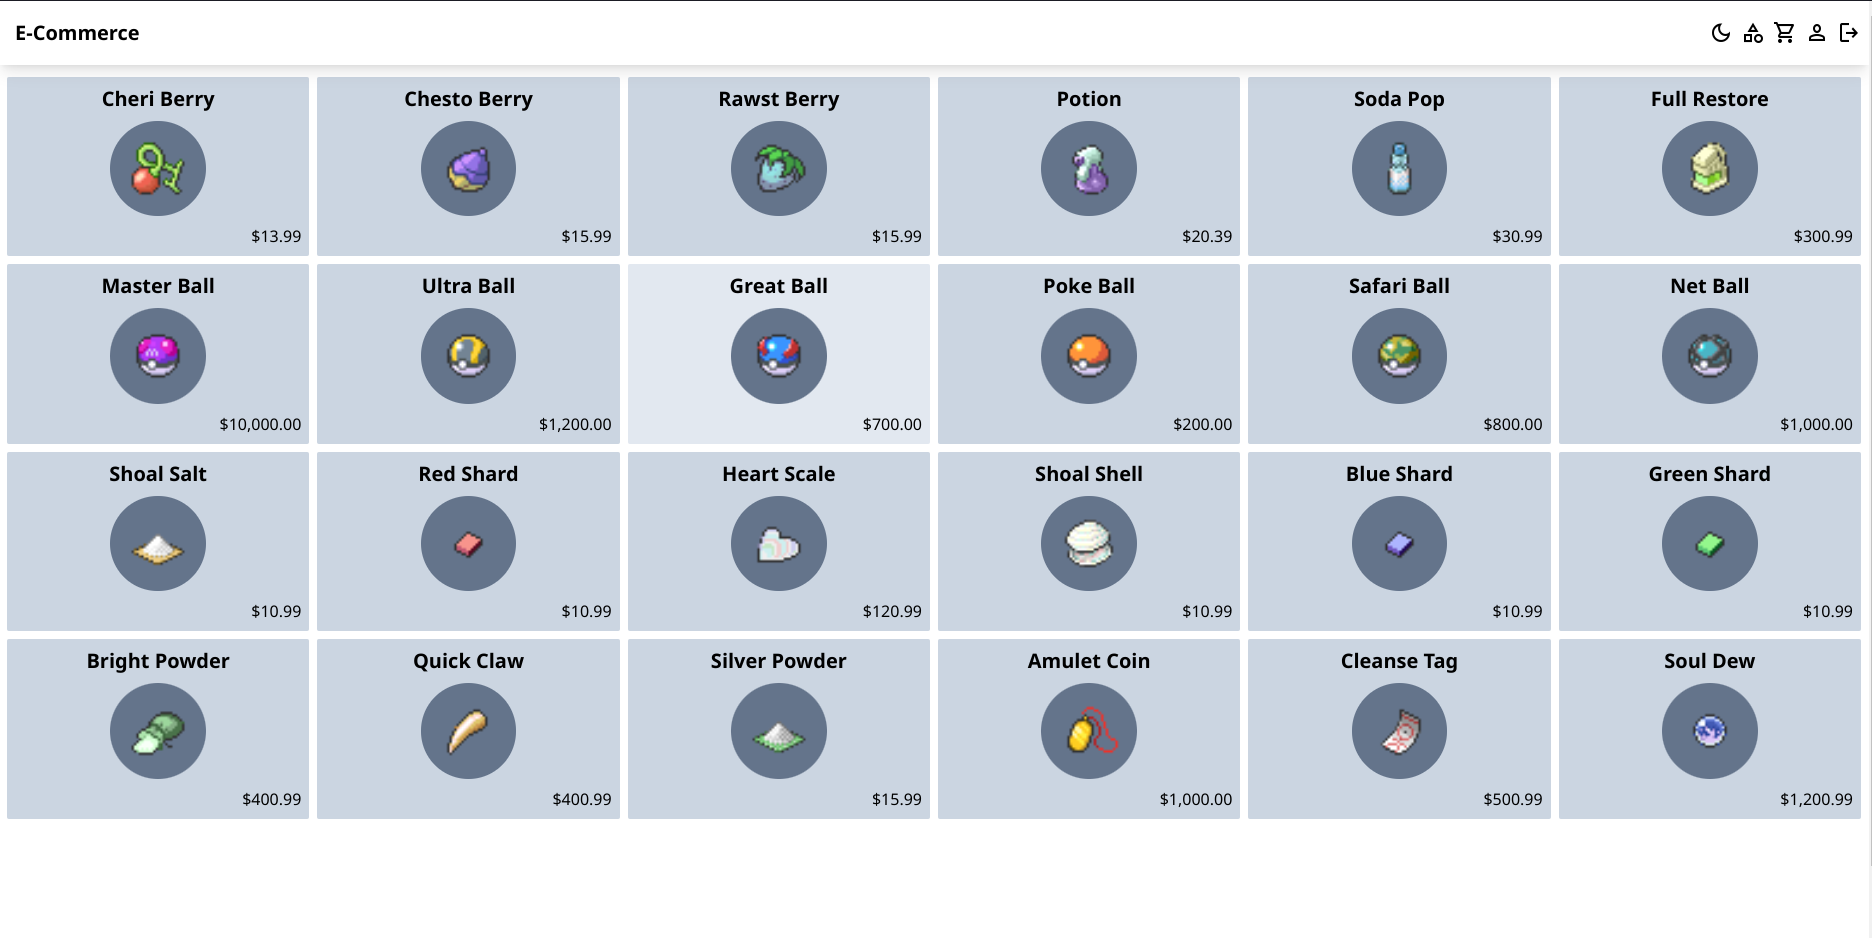 E-Commerce
Cheri Berry
$13.99
Chesto Berry
$15.99
Rawst Berry
$15.99
Potion
$20.39
Soda Pop
$30.99
Full Restore
$300.99
Master Ball
$10,000.00
Ultra Ball
$1,200.00
Great Ball
$700.00
Poke Ball
$200.00
Safari Ball
$800.00
Net Ball
$1,000.00
Shoal Salt
$10.99
Red Shard
$10.99
Heart Scale
$120.99
Shoal Shell
$10.99
Blue Shard
$10.99
Green Shard
$10.99
Bright Powder
$400.99
Quick Claw
$400.99
Silver Powder
$15.99
Amulet Coin
$1,000.00
Cleanse Tag
$500.99
Soul Dew
$1,200.99